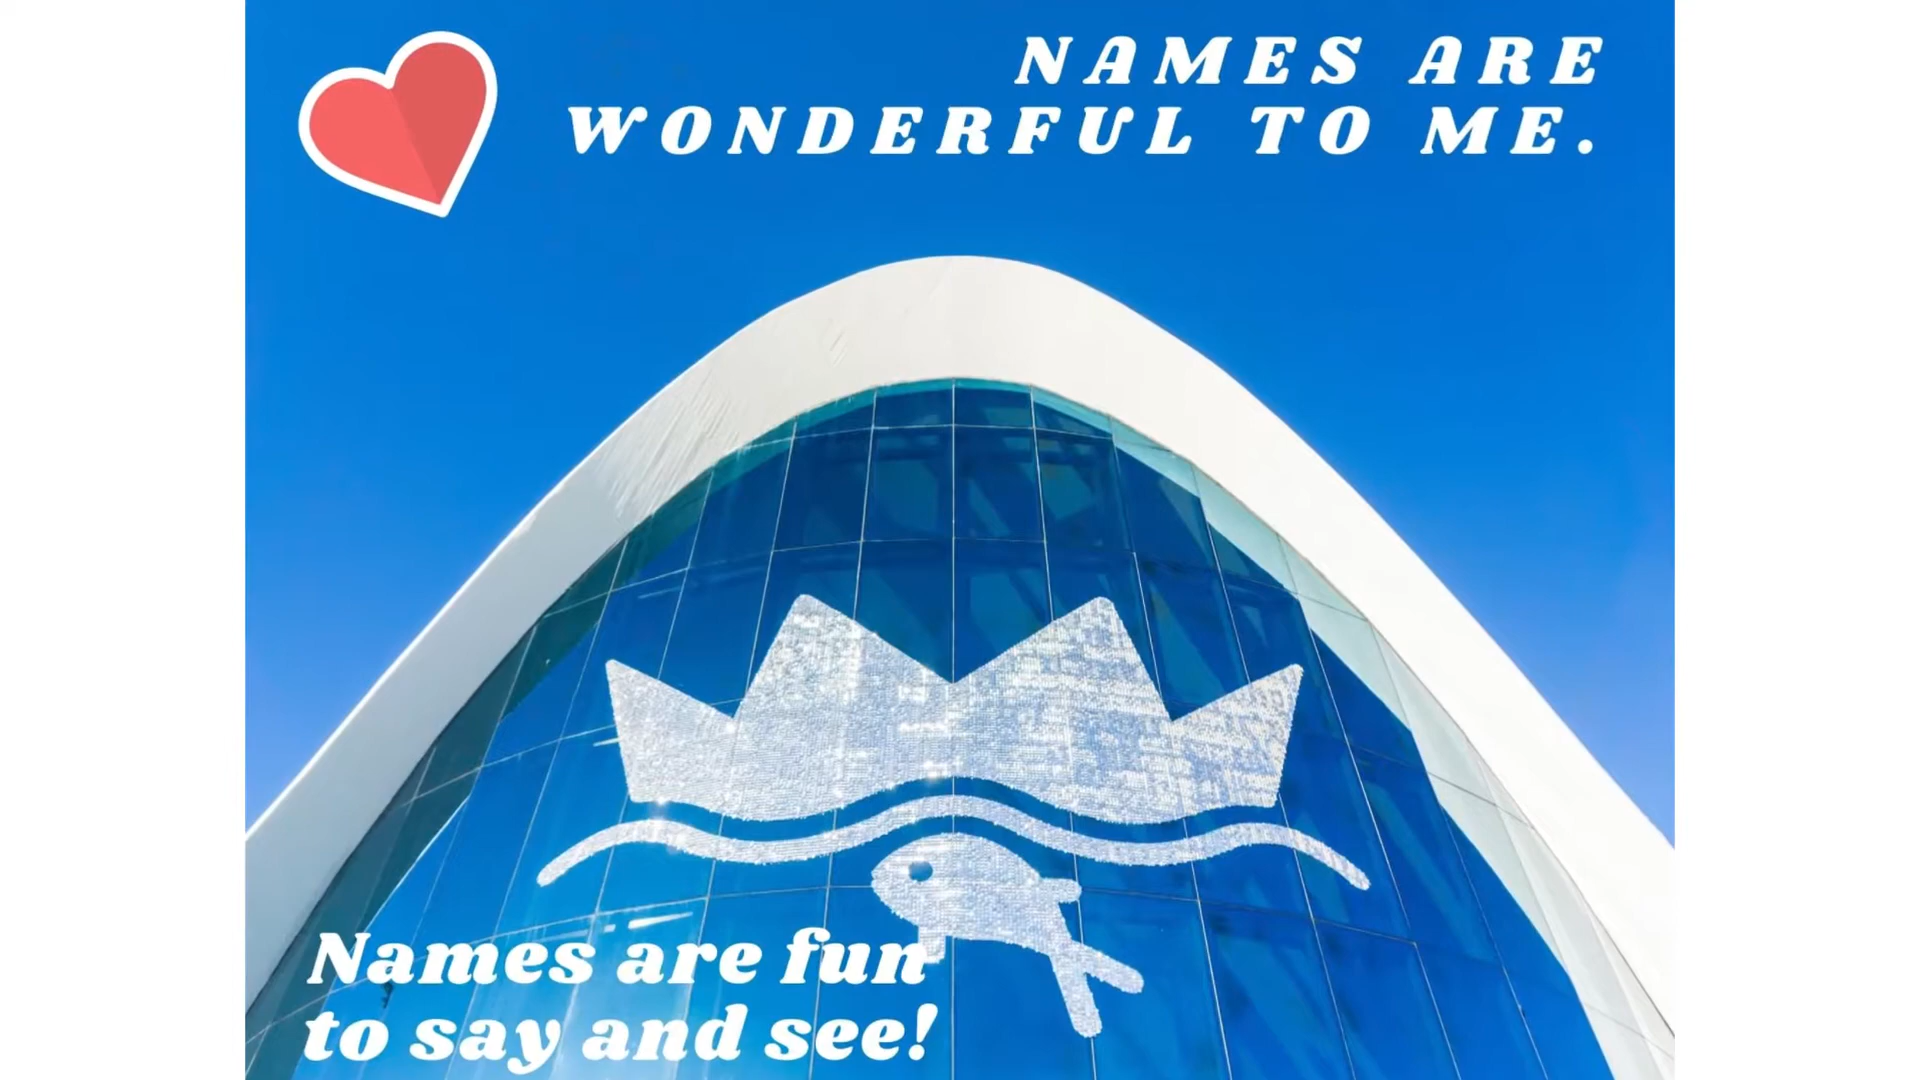 NAMES ARE
WONDERFUL TO ME.
Names are fun
to say and see!